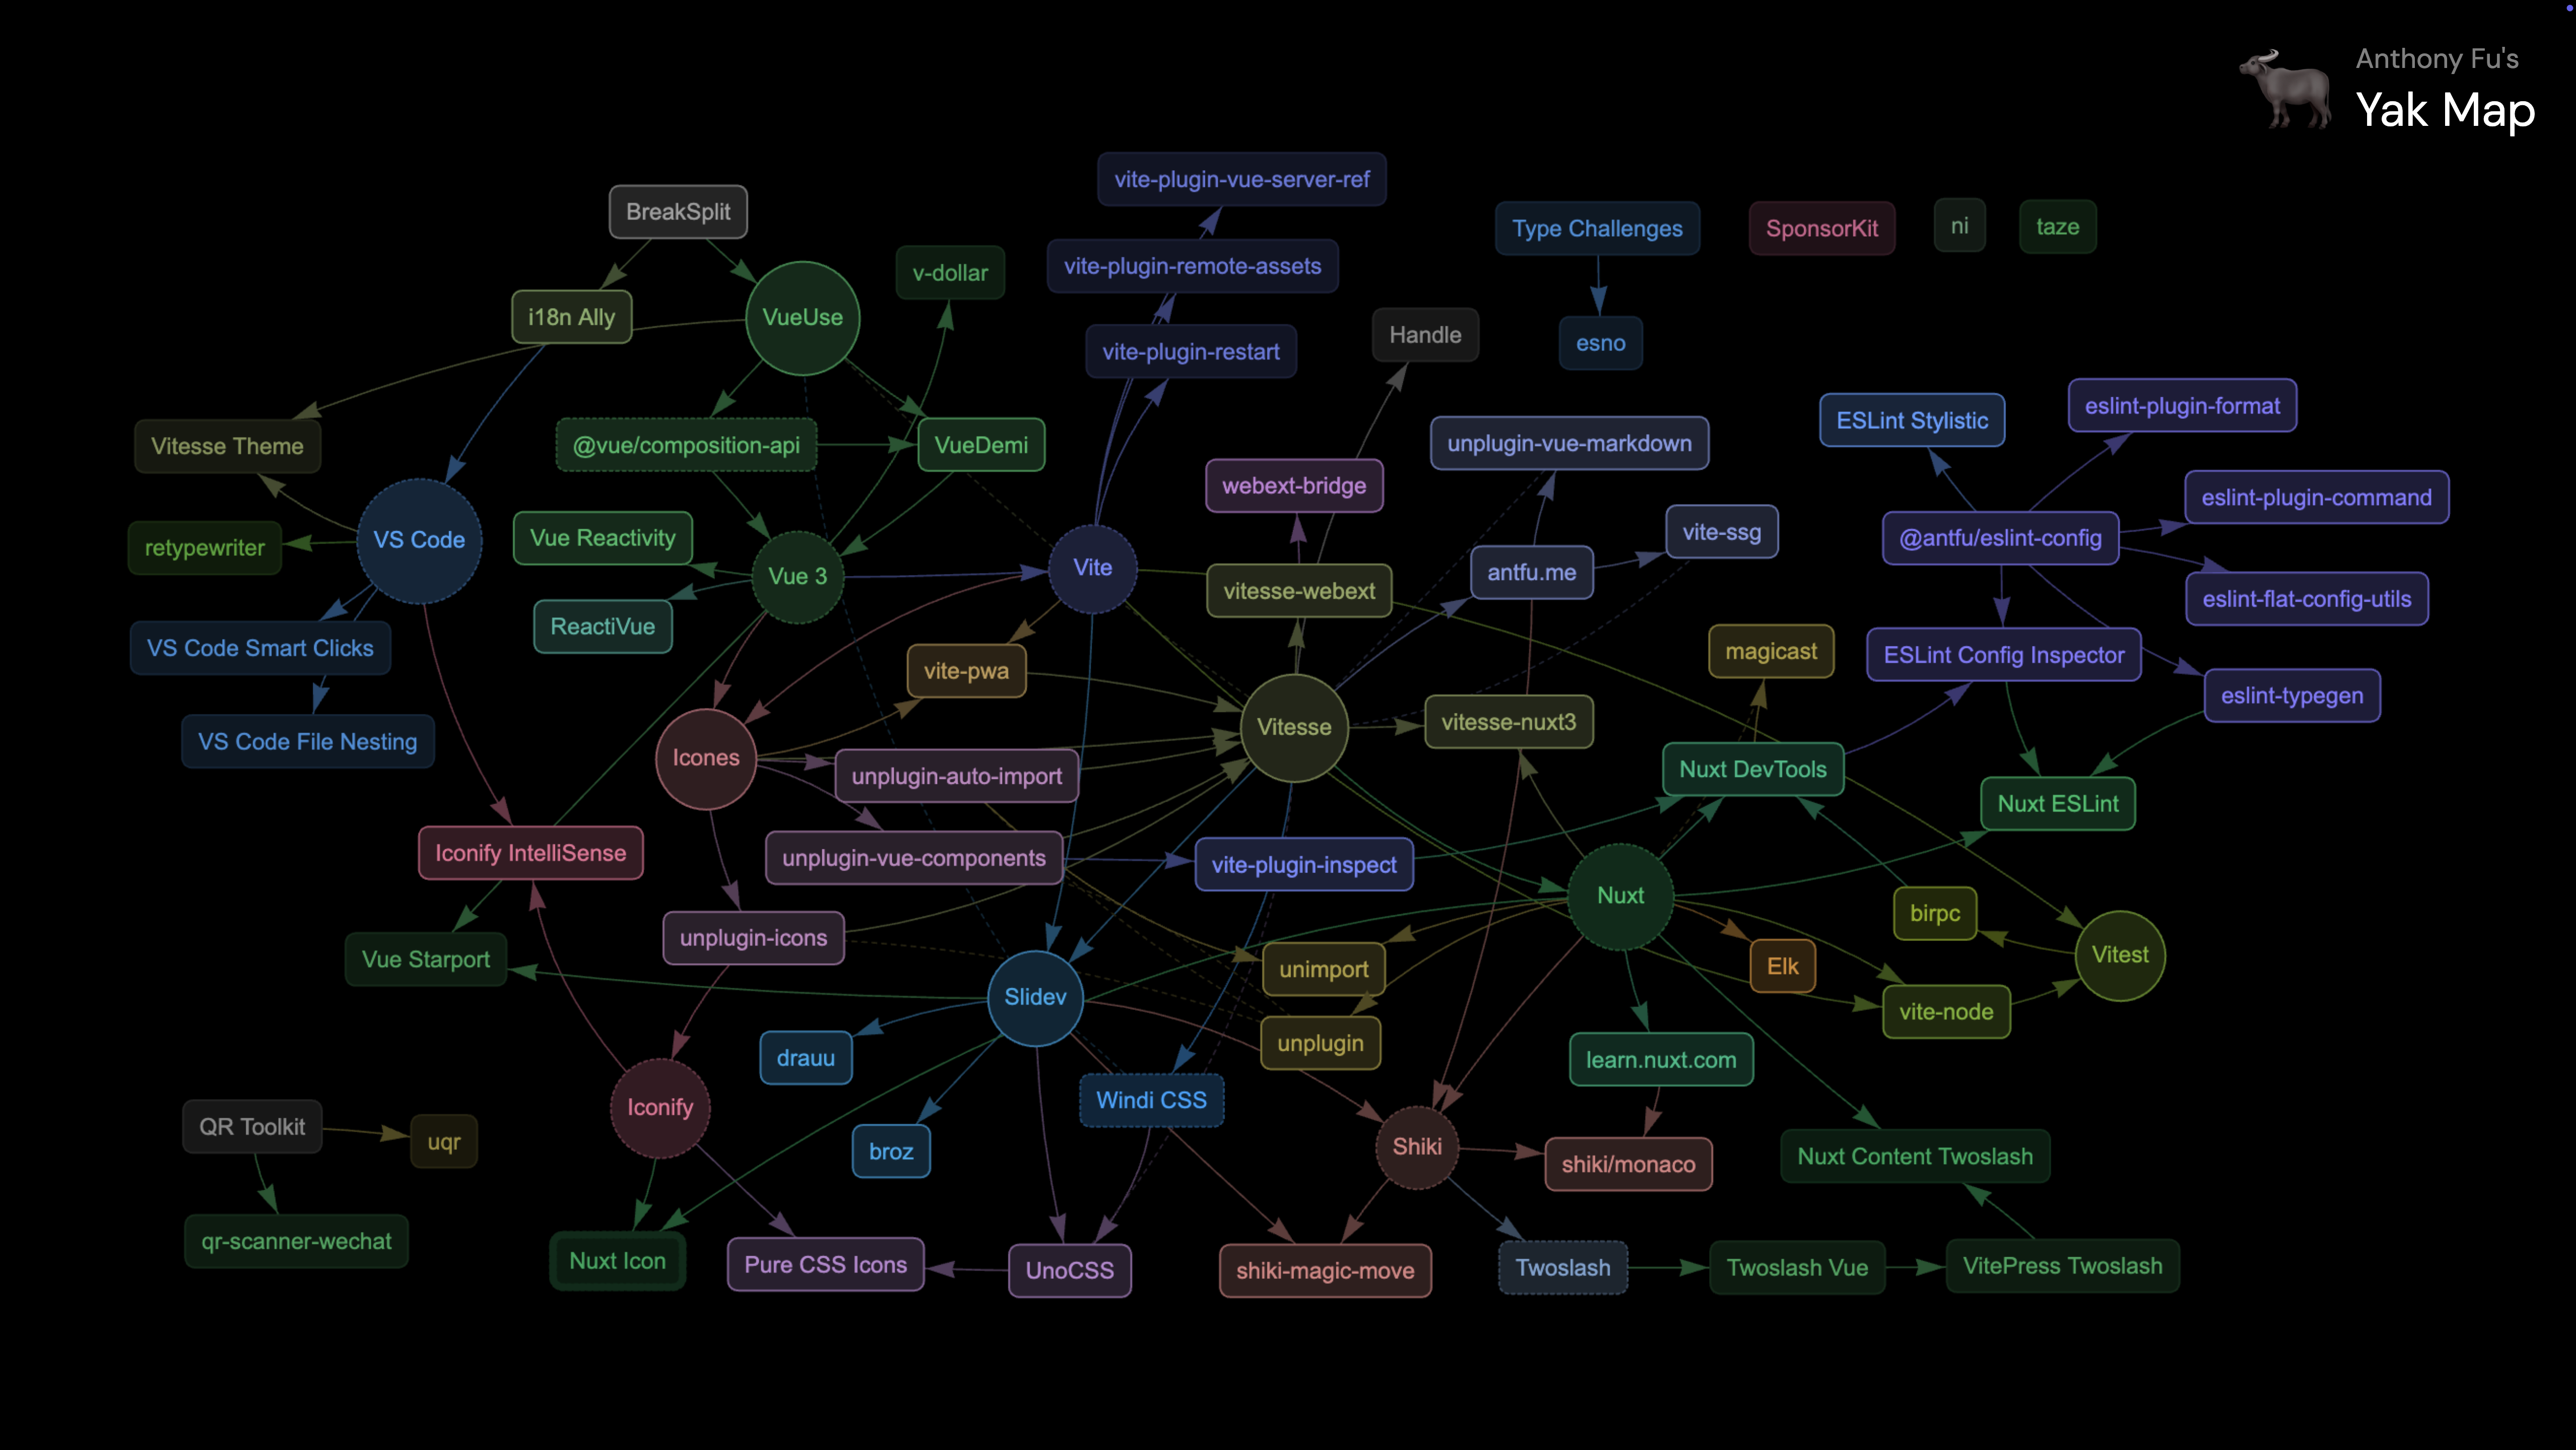 Anthony Fu's
Yak Map
vite-plugin-vue-server-ref
BreakSplit
Type Challenges
SponsorKit
ni
taze
v-dollar
vite-plugin-remote-assets
i18n Ally
VueUse
Handle
esno
vite-plugin-restart
Vitesse Theme
@vue/composition-api
VueDemi
unplugin-vue-markdown
ESLint Stylistic
eslint-plugin-format
webext-bridge
eslint-plugin-command
VS Code
retypewriter
Vue Reactivity
Vue 3
Vite
vite-ssg
@antfu/eslint-config
vitesse-webext
antfu.me
eslint-flat-config-utils
ReactiVue
VS Code Smart Clicks
vite-pwa
magicast
ESLint Config Inspector
eslint-typegen
VS Code File Nesting
Icones
Vitesse
vitesse-nuxt3
unplugin-auto-import
Nuxt DevTools
Nuxt ESLint
Iconify IntelliSense
unplugin-vue-components
vite-plugin-inspect
Nuxt
birpc
Vue Starport
unplugin-icons
Slidev
unimport
Elk
Vitest
vite-node
drauu
unplugin
learn.nuxt.com
QR Toolkit
uqr
Iconify
Windi CSS
broz
Shiki
shiki/monaco
Nuxt Content Twoslash
qr-scanner-wechat
Nuxt Icon
Pure CSS Icons
UnoCSS
shiki-magic-move
Twoslash
Twoslash Vue
VitePress Twoslash